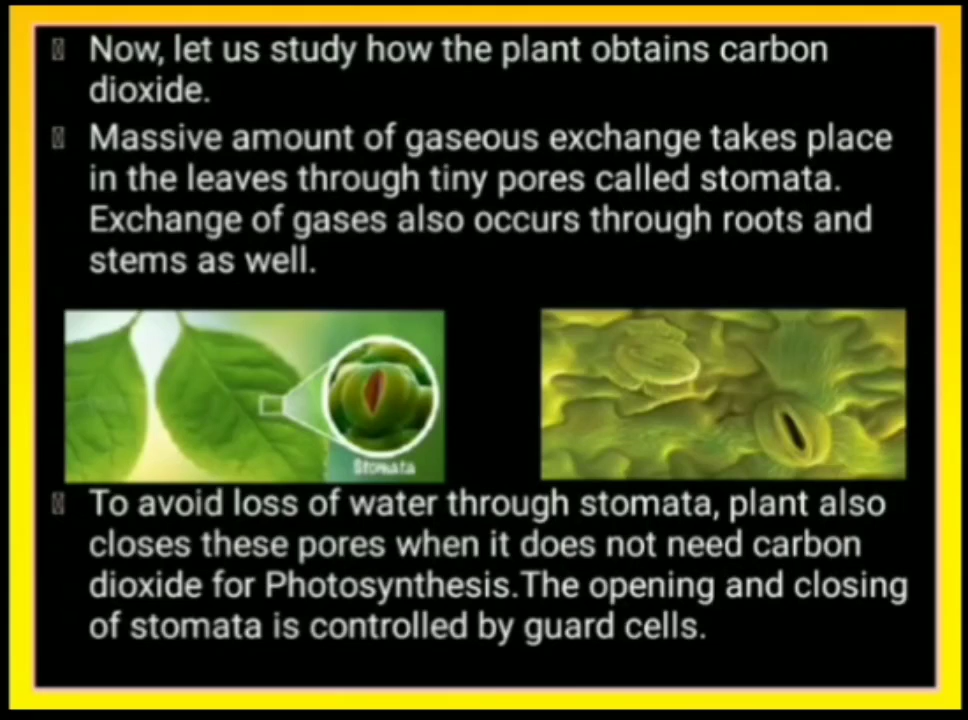 Now, let us study how the plant obtains carbon
dioxide.
Massive amount of gaseous exchange takes place
in the leaves through tiny pores called stomata.
Exchange of gases also occurs through roots and
stems as well.
Stomata
To avoid loss of water through stomata, plant also
closes these pores when it does not need carbon
dioxide for Photosynthesis.The opening and closing
of stomata is controlled by guard cells.